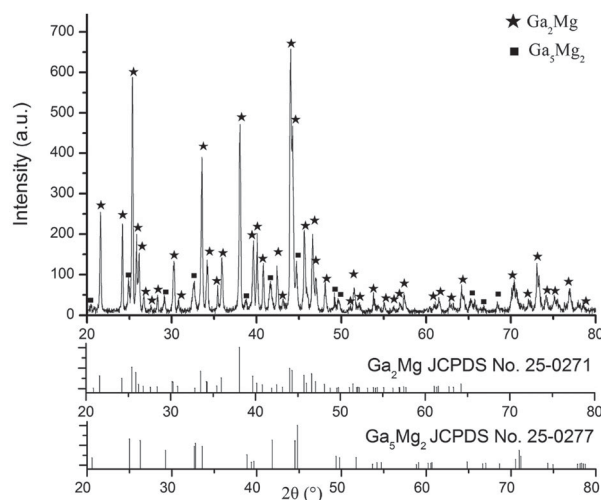 700
600
500
400
300
200
100
0
Intensity (a.u.)
★ Ga₂Mg
■ Ga₅Mg₂
20 30 40 50 60 70 80
Ga₂Mg JCPDS No. 25-0271
20 30 40 50 60 70 80
Ga₅Mg₂ JCPDS No. 25-0277
20 30 40 50 60 70 80
2θ (°)